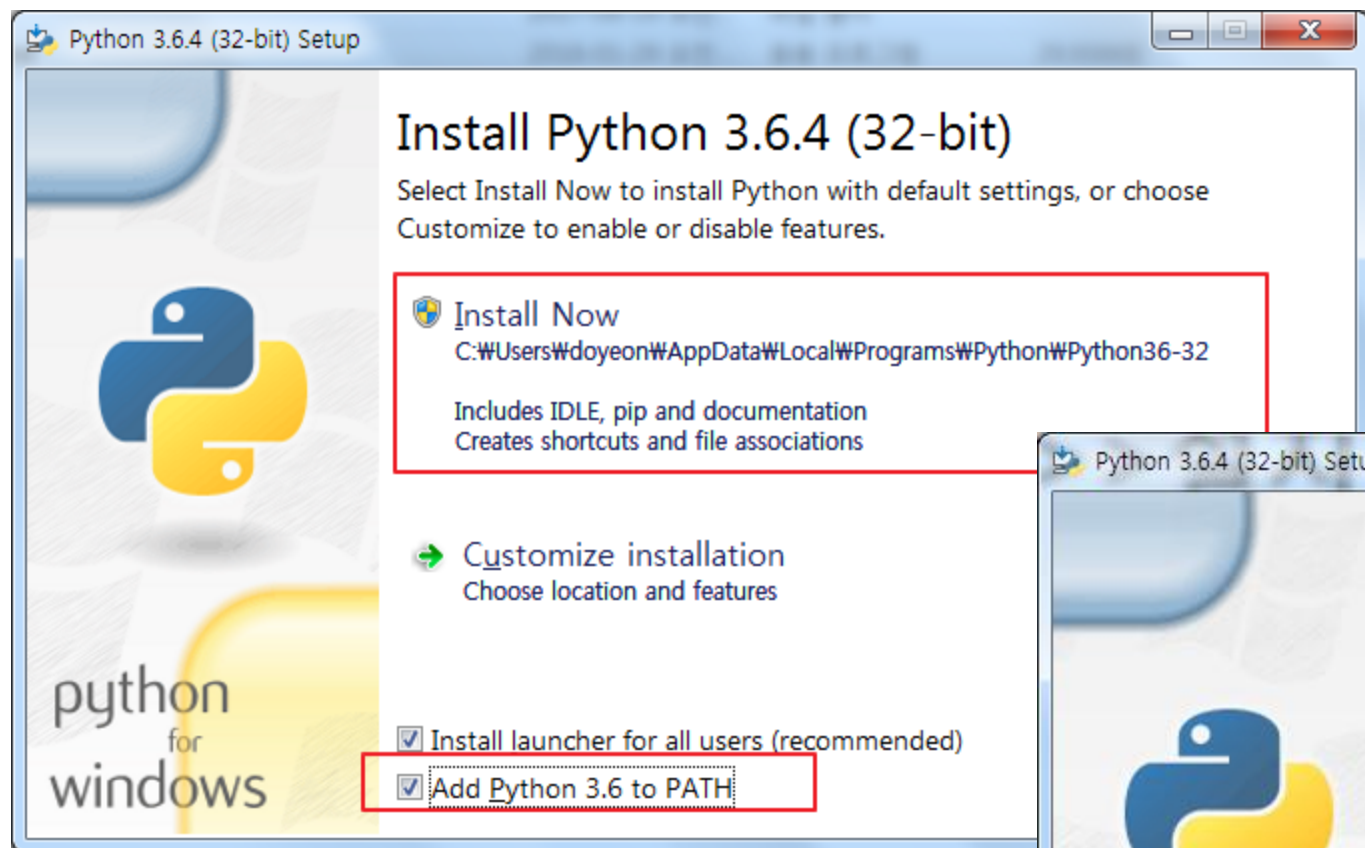 Python 3.6.4 (32-bit) Setup
Install Python 3.6.4 (32-bit)
Select Install Now to install Python with default settings, or choose
Customize to enable or disable features.
Install Now
C:₩Users₩doyeon₩AppData₩Local₩Programs₩Python₩Python36-32
Includes IDLE, pip and documentation
Creates shortcuts and file associations
Python 3.6.4 (32-bit) Setu
Customize installation
Choose location and features
python
for
windows
Install launcher for all users (recommended)
Add Python 3.6 to PATH